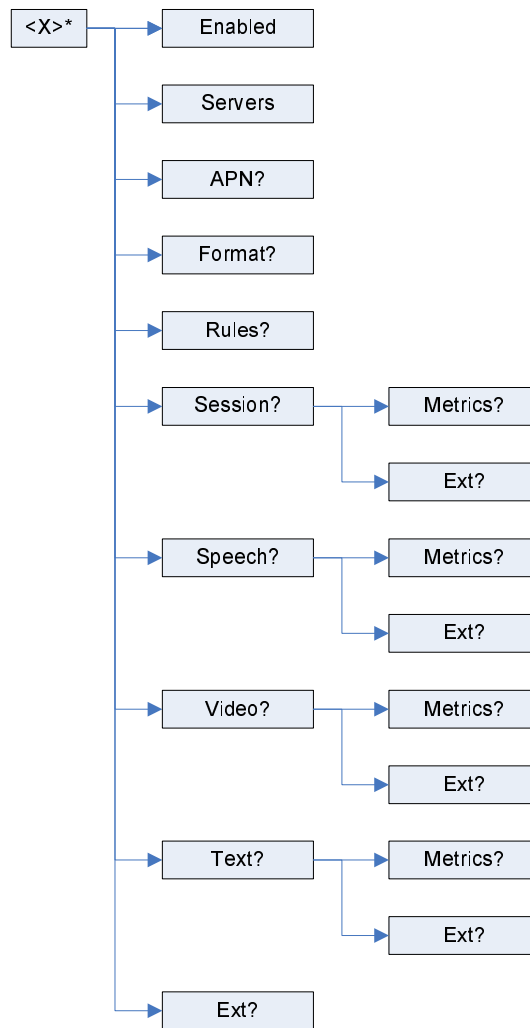 <X>*
Enabled
Servers
APN?
Format?
Rules?
Session?
Metrics?
Ext?
Speech?
Metrics?
Ext?
Video?
Metrics?
Ext?
Text?
Metrics?
Ext?
Ext?